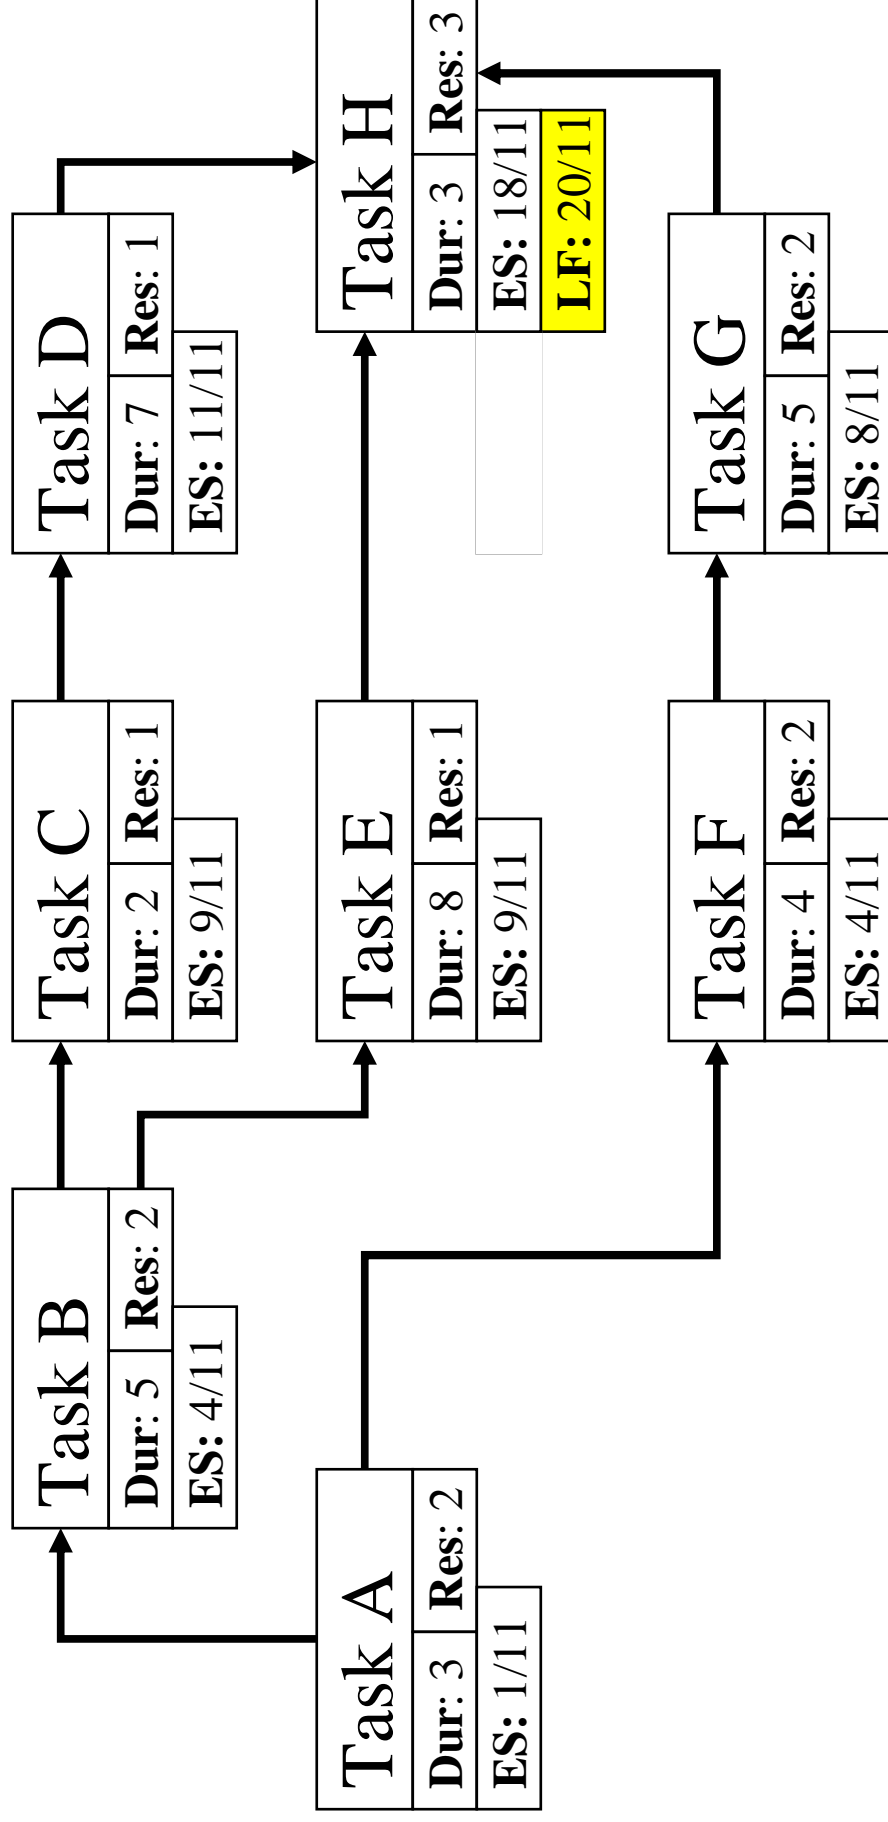 Task A
Dur: 3 Res: 2
ES: 1/11
Task B
Dur: 5 Res: 2
ES: 4/11
Task C
Dur: 2 Res: 1
ES: 9/11
Task D
Dur: 7 Res: 1
ES: 11/11
Task E
Dur: 8 Res: 1
ES: 9/11
Task F
Dur: 4 Res: 2
ES: 4/11
Task G
Dur: 5 Res: 2
ES: 8/11
Task H
Dur: 3 Res: 3
ES: 18/11
LF: 20/11